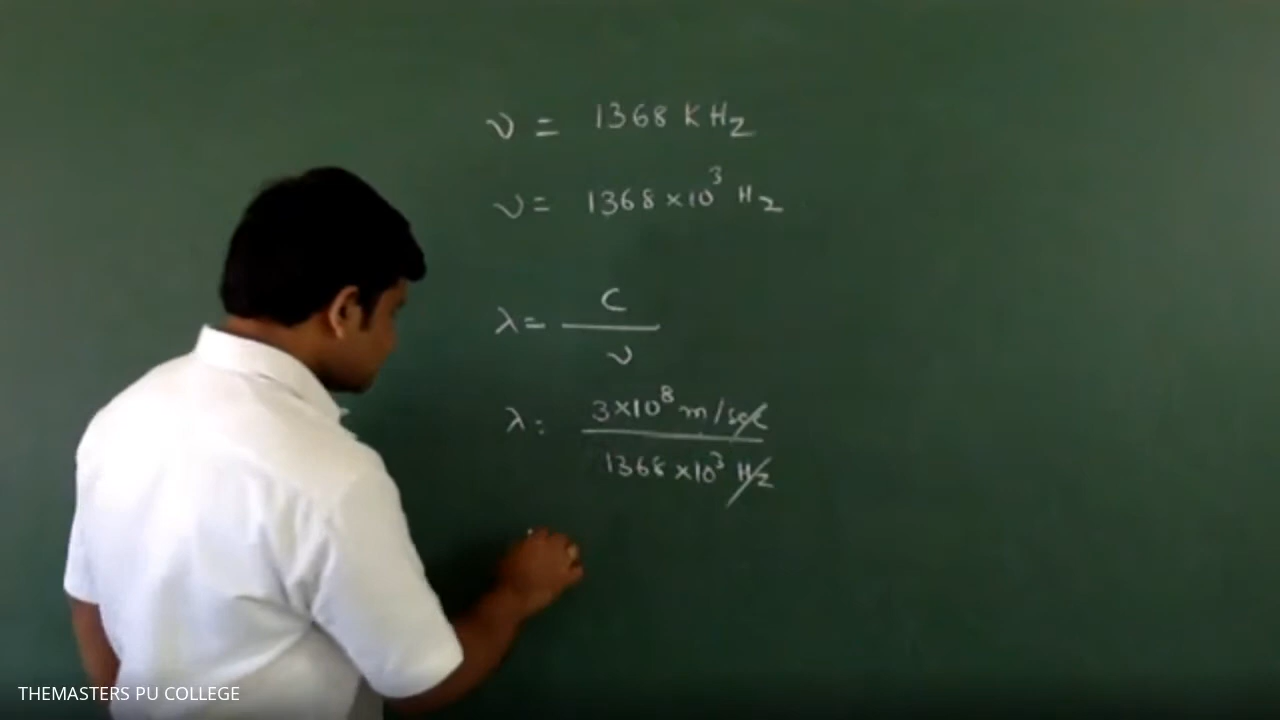 ν = 1368 KHz
ν = 1368 × 10³ Hz
λ = C / ν
λ = 3×10⁸ m/sec / 1368 ×10³ Hz
THEMASTERS PU COLLEGE